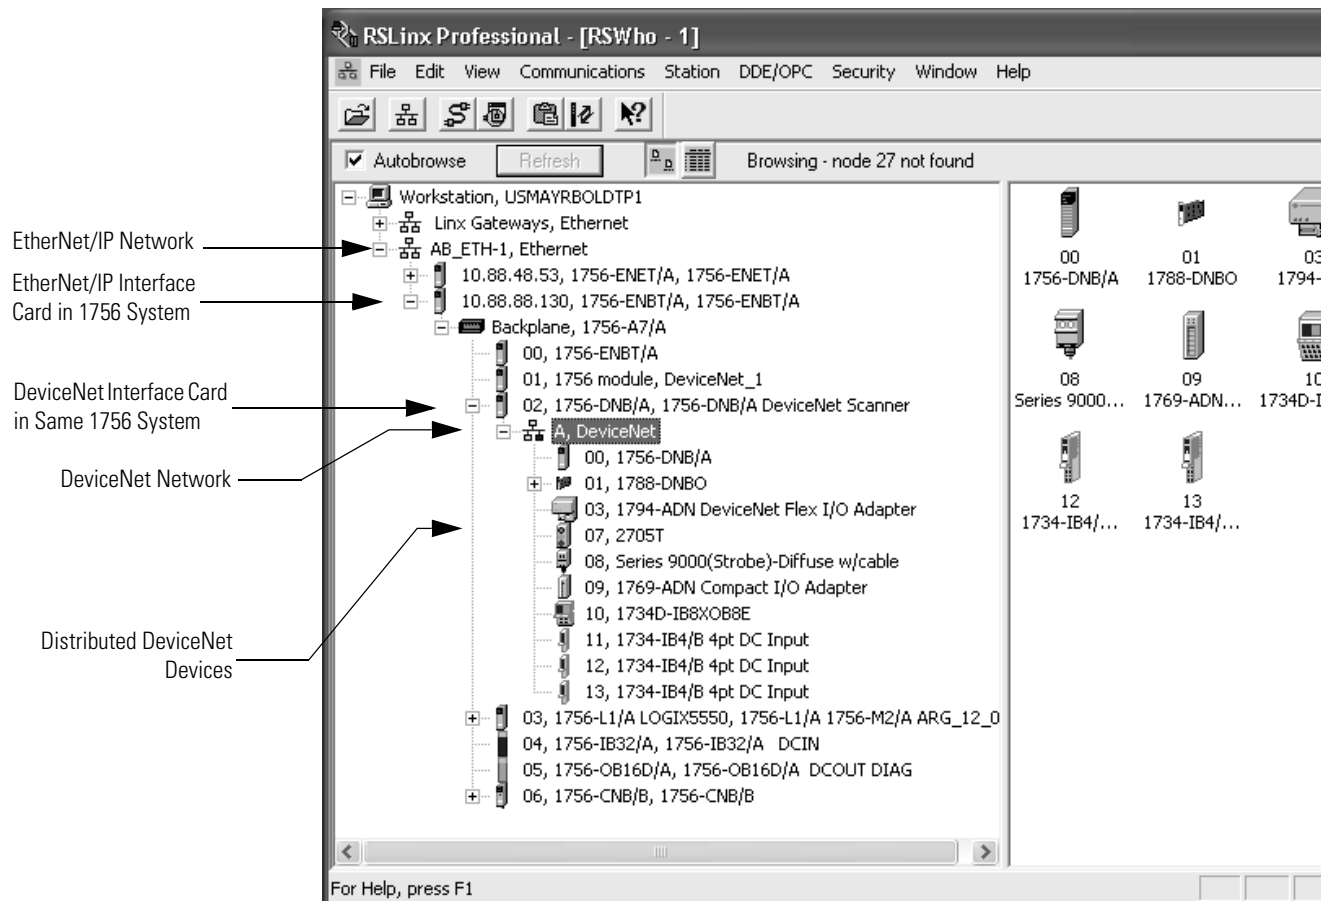 RSLinx Professional - [RSWho - 1]
File Edit View Communications Station DDE/OPC Security Window Help
Autobrowse Refresh Browsing - node 27 not found
Workstation, USMAYRBOLDTP1
Linx Gateways, Ethernet
AB_ETH-1, Ethernet
10.88.48.53, 1756-ENET/A, 1756-ENET/A
10.88.88.130, 1756-ENBT/A, 1756-ENBT/A
Backplane, 1756-A7/A
00, 1756-ENBT/A
01, 1756 module, DeviceNet_1
02, 1756-DNB/A, 1756-DNB/A DeviceNet Scanner
A, DeviceNet
00, 1756-DNB/A
01, 1788-DNBO
03, 1794-ADN DeviceNet Flex I/O Adapter
07, 2705T
08, Series 9000(Strobe)-Diffuse w/cable
09, 1769-ADN Compact I/O Adapter
10, 1734D-IB8XOB8E
11, 1734-IB4/B 4pt DC Input
12, 1734-IB4/B 4pt DC Input
13, 1734-IB4/B 4pt DC Input
03, 1756-L1/A LOGIX5550, 1756-L1/A 1756-M2/A ARG_12_0
04, 1756-IB32/A, 1756-IB32/A DCIN
05, 1756-OB16D/A, 1756-OB16D/A DCOUT DIAG
06, 1756-CNB/B, 1756-CNB/B
EtherNet/IP Network
EtherNet/IP Interface
Card in 1756 System
DeviceNet Interface Card
in Same 1756 System
DeviceNet Network
Distributed DeviceNet
Devices
00 01 03
1756-DNB/A 1788-DNBO 1794-
08 09 10
Series 9000... 1769-ADN... 1734D-I
12 13
1734-IB4/... 1734-IB4/...
For Help, press F1